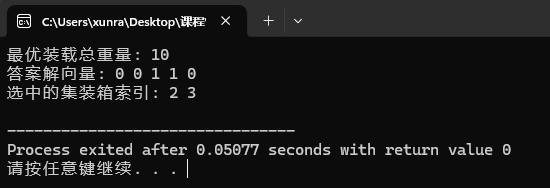 C:\Users\xunra\Desktop\课程
最优装载总重量: 10
答案解向量: 0 0 1 1 0
选中的集装箱索引: 2 3
--------------------------------
Process exited after 0.05077 seconds with return value 0
请按任意键继续. . .